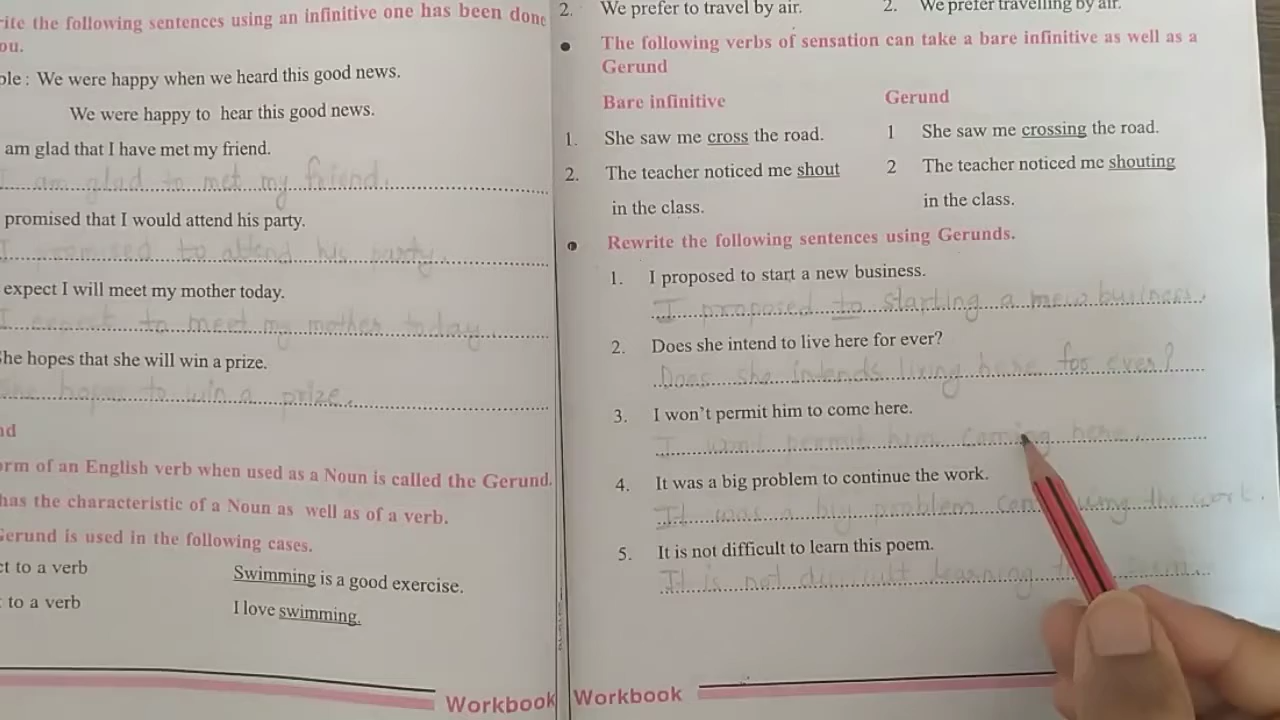 rite the following sentences using an infinitive one has been done
ou.
ple : We were happy when we heard this good news.
We were happy to hear this good news.
am glad that I have met my friend.
I am glad to met my friend.
promised that I would attend his party.
I promised to attend his party.
expect I will meet my mother today.
I expect to meet my mother today.
he hopes that she will win a prize.
she hopes to win a prize.
nd
orm of an English verb when used as a Noun is called the Gerund.
has the characteristic of a Noun as well as of a verb.
Gerund is used in the following cases.
ct to a verb Swimming is a good exercise.
to a verb I love swimming.
Workbook
2. We prefer to travel by air. 2. We prefer travelling by air.
• The following verbs of sensation can take a bare infinitive as well as a
Gerund
Bare infinitive Gerund
1. She saw me cross the road. 1 She saw me crossing the road.
2. The teacher noticed me shout 2 The teacher noticed me shouting
in the class. in the class.
• Rewrite the following sentences using Gerunds.
1. I proposed to start a new business.
I proposed to starting a new business.
2. Does she intend to live here for ever?
Does she intends living here for ever?
3. I won't permit him to come here.
I wont permit him coming here
4. It was a big problem to continue the work.
It was a big problem con uing the work.
5. It is not difficult to learn this poem.
It is not difficult learning
Workbook